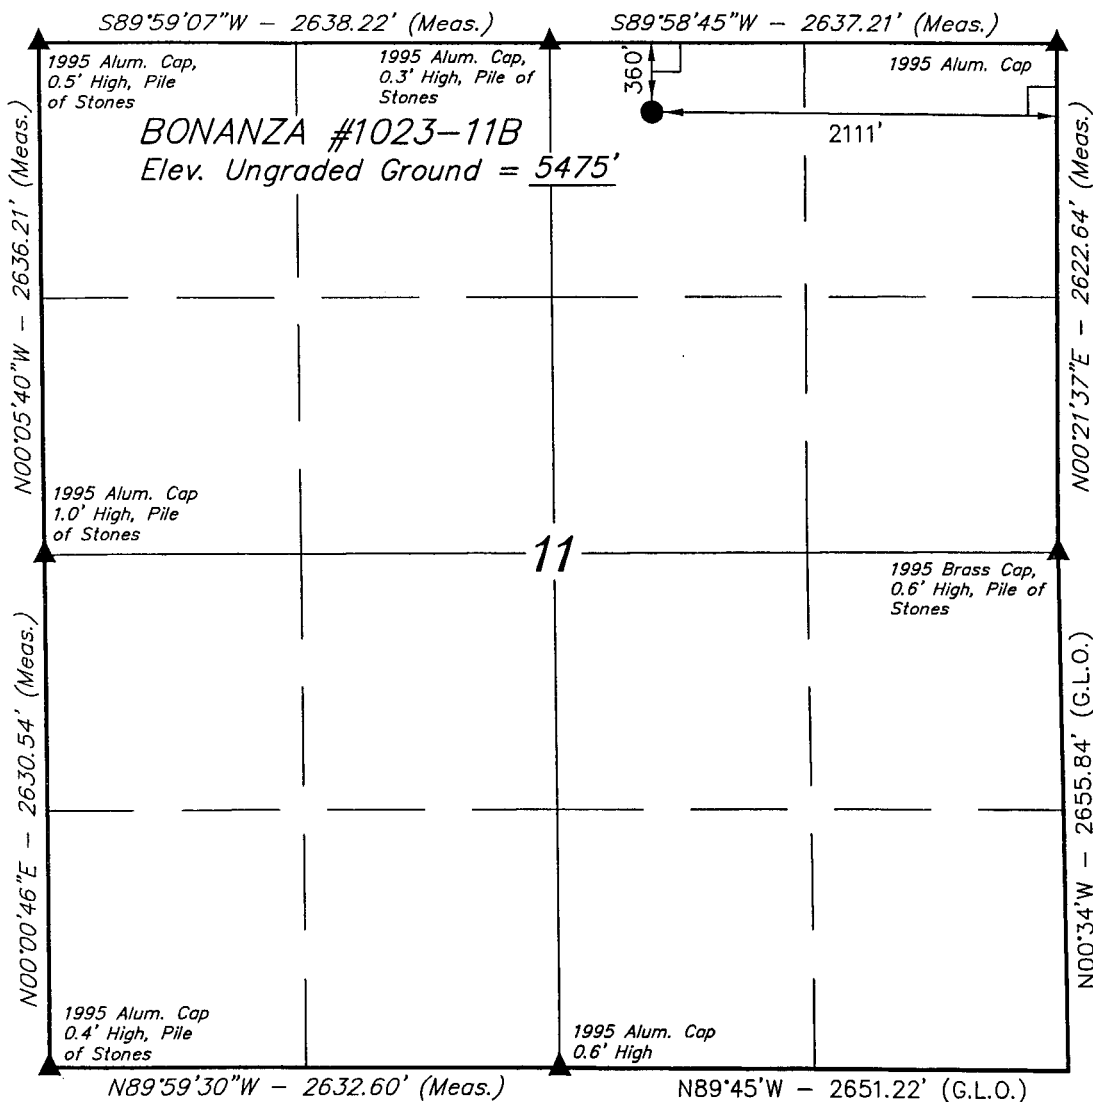 S89°59'07"W – 2638.22' (Meas.)
S89°58'45"W – 2637.21' (Meas.)
1995 Alum. Cap,
0.5' High, Pile
of Stones
1995 Alum. Cap,
0.3' High, Pile of
Stones
360'
1995 Alum. Cap
2111'
BONANZA #1023–11B
Elev. Ungraded Ground = 5475'
N00°05'40"W – 2636.21' (Meas.)
N00°21'37"E – 2622.64' (Meas.)
1995 Alum. Cap
1.0' High, Pile
of Stones
11
1995 Brass Cap,
0.6' High, Pile of
Stones
N00°00'46"E – 2630.54' (Meas.)
N00°34'W – 2655.84' (G.L.O.)
1995 Alum. Cap
0.4' High, Pile
of Stones
1995 Alum. Cap
0.6' High
N89°59'30"W – 2632.60' (Meas.)
N89°45'W – 2651.22' (G.L.O.)